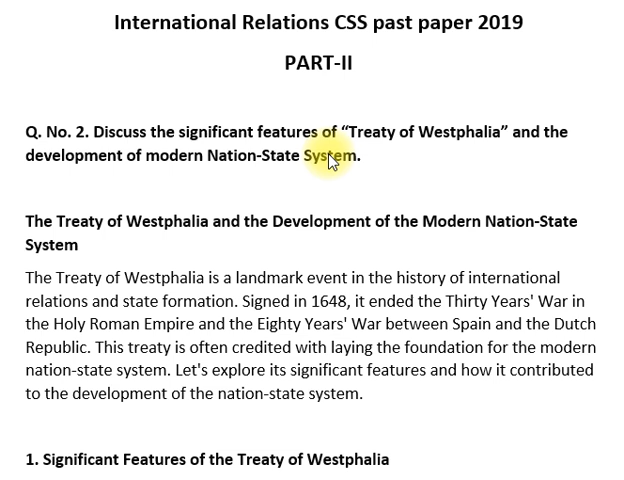 International Relations CSS past paper 2019
PART-II
Q. No. 2. Discuss the significant features of “Treaty of Westphalia” and the
development of modern Nation-State System.
The Treaty of Westphalia and the Development of the Modern Nation-State
System
The Treaty of Westphalia is a landmark event in the history of international
relations and state formation. Signed in 1648, it ended the Thirty Years' War in
the Holy Roman Empire and the Eighty Years' War between Spain and the Dutch
Republic. This treaty is often credited with laying the foundation for the modern
nation-state system. Let's explore its significant features and how it contributed
to the development of the nation-state system.
1. Significant Features of the Treaty of Westphalia